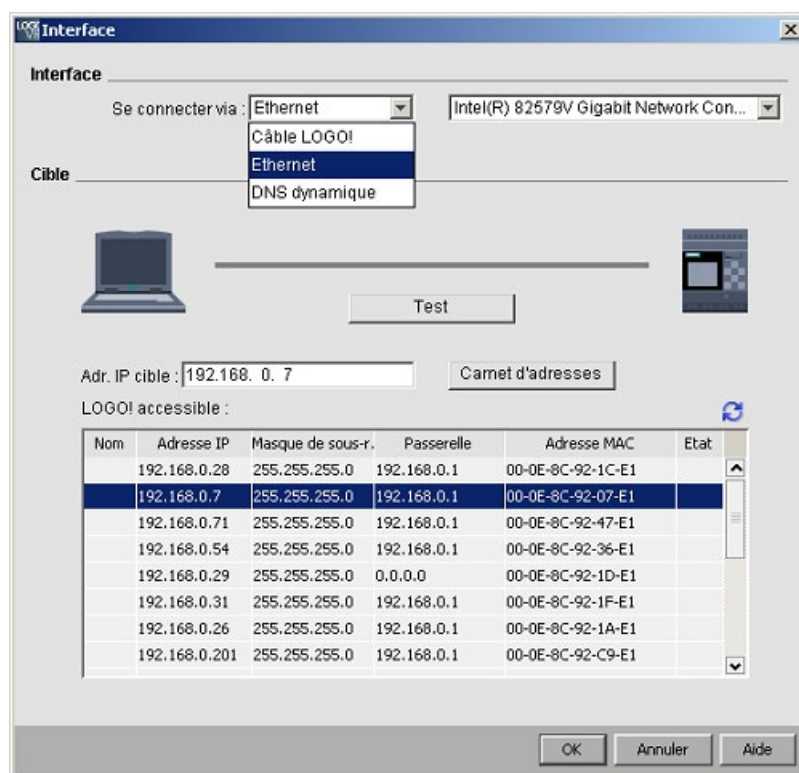 Interface
Interface
Se connecter via : Ethernet Intel(R) 82579V Gigabit Network Con...
Câble LOGO!
Ethernet
DNS dynamique
Cible
Test
Adr. IP cible : 192.168. 0. 7 Carnet d'adresses
LOGO! accessible :
Nom Adresse IP Masque de sous-r. Passerelle Adresse MAC Etat
192.168.0.28 255.255.255.0 192.168.0.1 00-0E-8C-92-1C-E1
192.168.0.7 255.255.255.0 192.168.0.1 00-0E-8C-92-07-E1
192.168.0.71 255.255.255.0 192.168.0.1 00-0E-8C-92-47-E1
192.168.0.54 255.255.255.0 192.168.0.1 00-0E-8C-92-36-E1
192.168.0.29 255.255.255.0 0.0.0.0 00-0E-8C-92-1D-E1
192.168.0.31 255.255.255.0 192.168.0.1 00-0E-8C-92-1F-E1
192.168.0.26 255.255.255.0 192.168.0.1 00-0E-8C-92-1A-E1
192.168.0.201 255.255.255.0 192.168.0.1 00-0E-8C-92-C9-E1
OK Annuler Aide